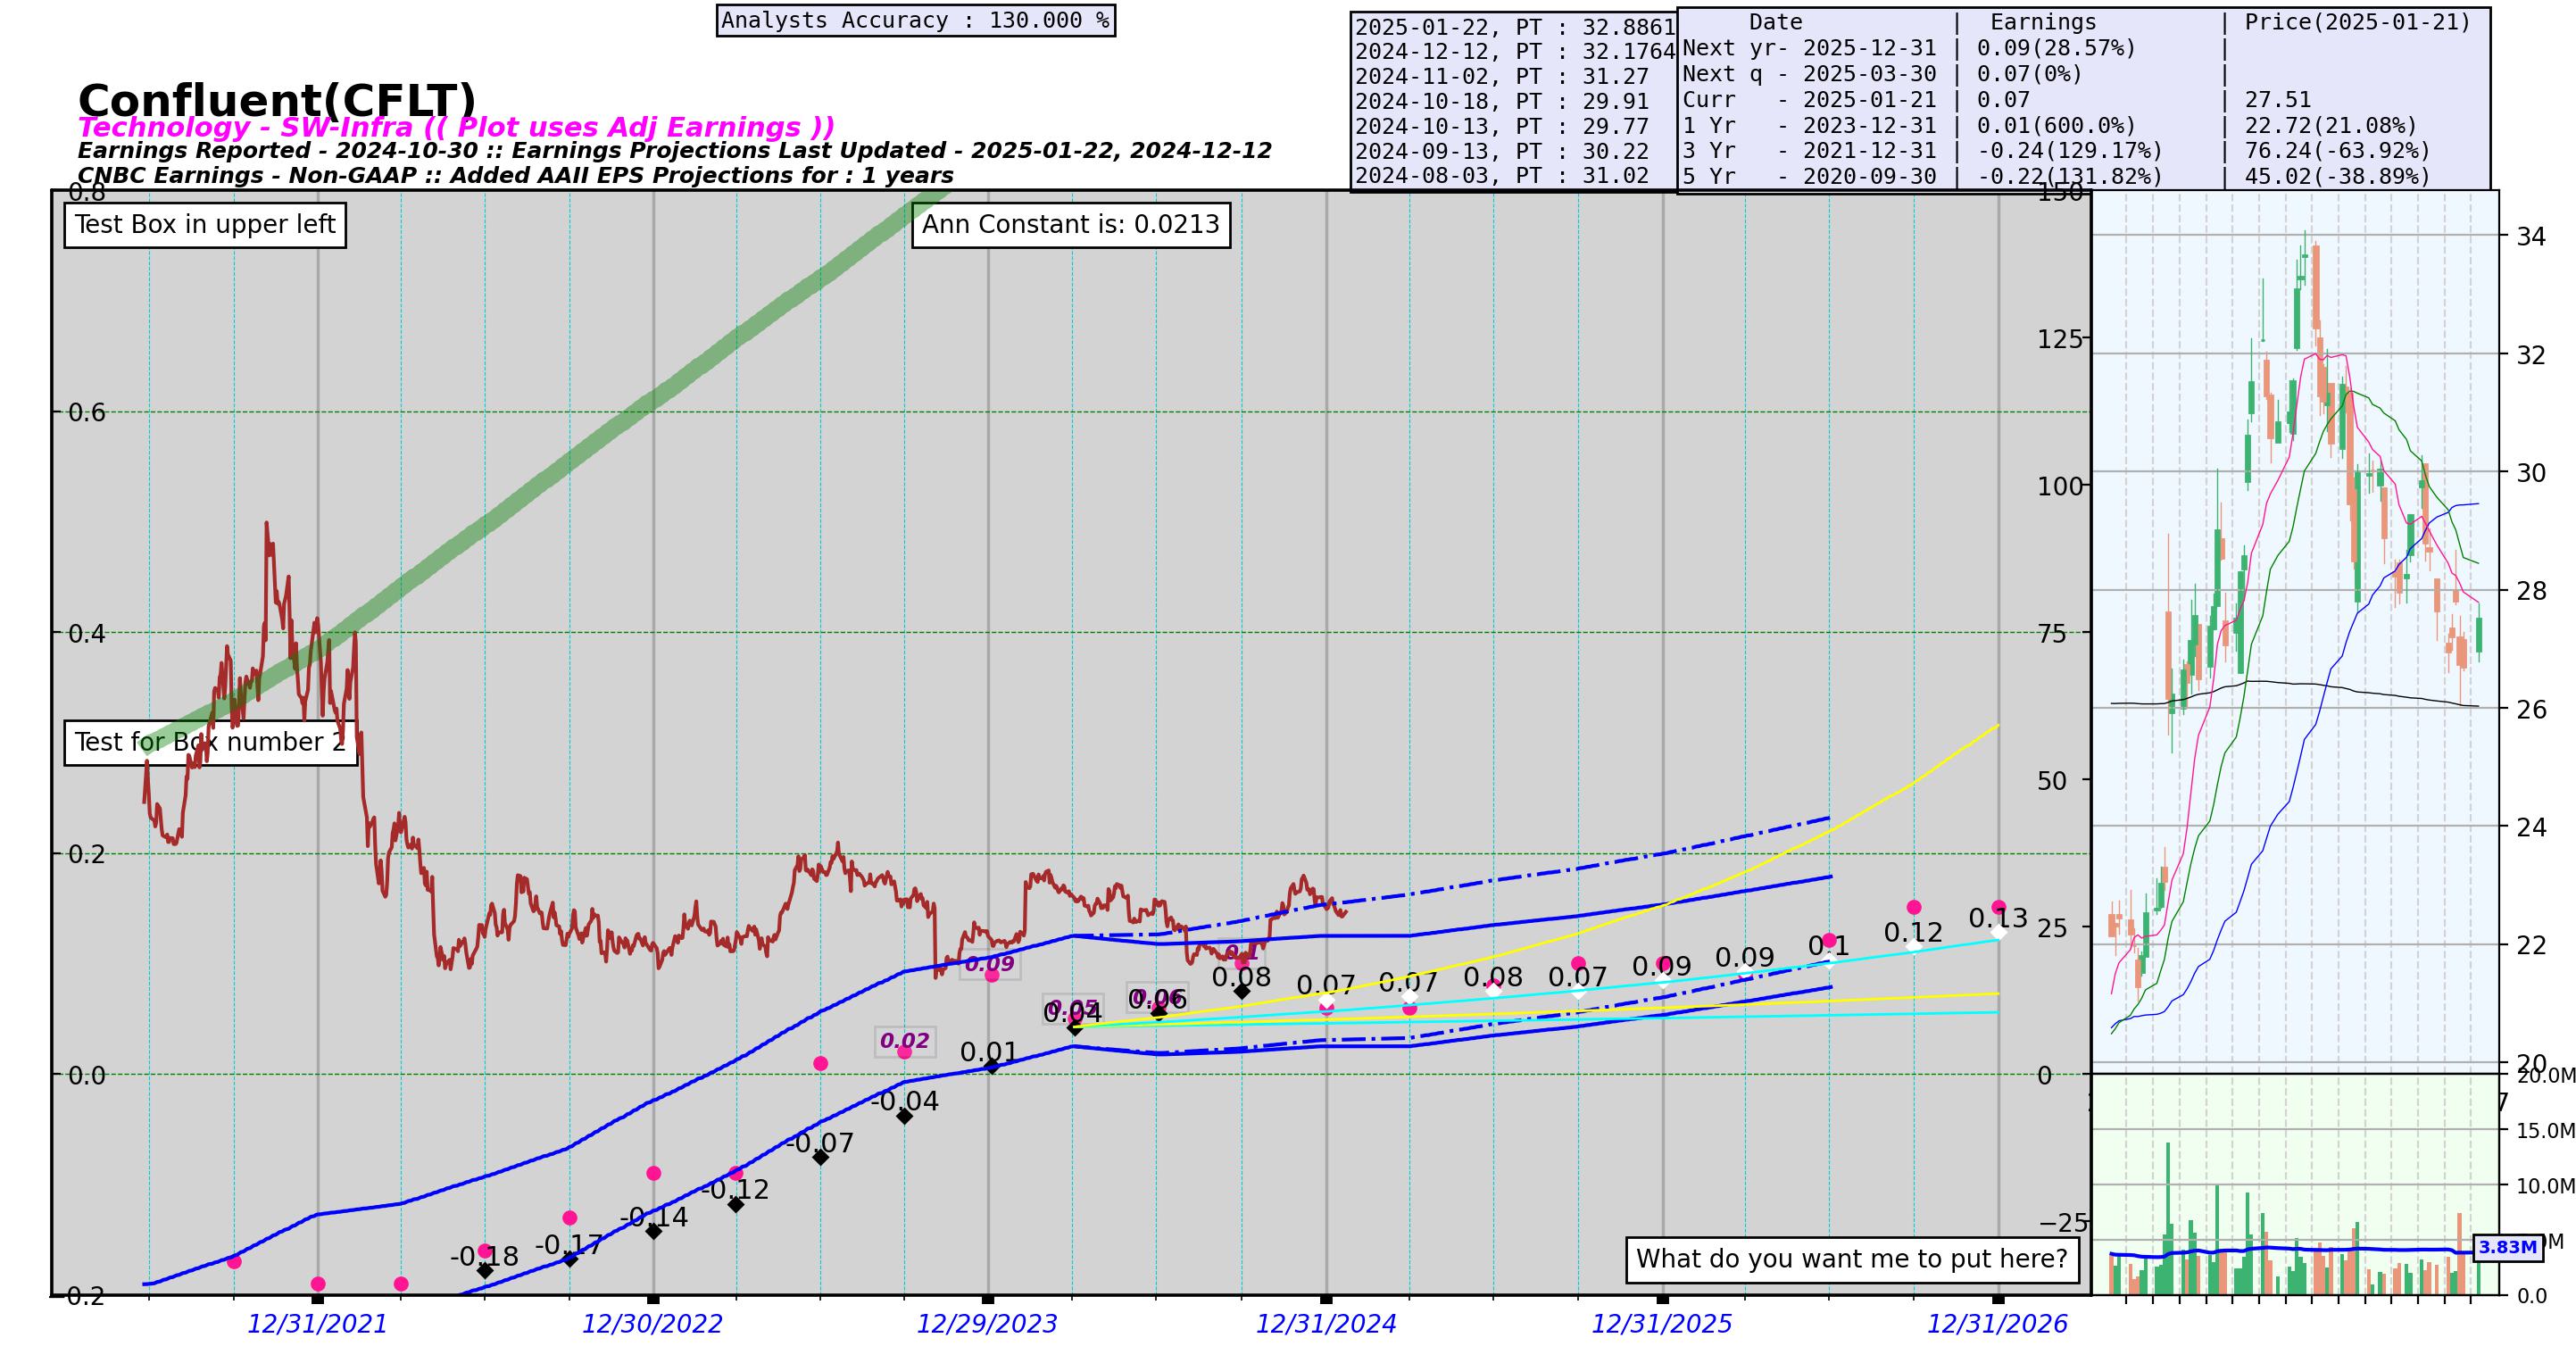 Analysts Accuracy : 130.000 %
2025-01-22, PT : 32.8861
2024-12-12, PT : 32.1764
2024-11-02, PT : 31.27
2024-10-18, PT : 29.91
2024-10-13, PT : 29.77
2024-09-13, PT : 30.22
2024-08-03, PT : 31.02
Date | Earnings | Price(2025-01-21)
Next yr- 2025-12-31 | 0.09(28.57%) |
Next q - 2025-03-30 | 0.07(0%) |
Curr - 2025-01-21 | 0.07 | 27.51
1 Yr - 2023-12-31 | 0.01(600.0%) | 22.72(21.08%)
3 Yr - 2021-12-31 | -0.24(129.17%) | 76.24(-63.92%)
5 Yr - 2020-09-30 | -0.22(131.82%) | 45.02(-38.89%)
Confluent(CFLT)
Technology - SW-Infra (( Plot uses Adj Earnings ))
Earnings Reported - 2024-10-30 :: Earnings Projections Last Updated - 2025-01-22, 2024-12-12
CNBC Earnings - Non-GAAP :: Added AAII EPS Projections for : 1 years
Test Box in upper left
Ann Constant is: 0.0213
Test for Box number 2
What do you want me to put here?
0.8
0.6
0.4
0.2
0.0
-0.2
150
125
100
75
50
25
0
−25
34
32
30
28
26
24
22
20
20.0M
15.0M
10.0M
3.83M
0.0
-0.18
-0.17
-0.14
-0.12
-0.07
-0.04
0.01
0.04
0.06
0.08
0.07
0.07
0.08
0.07
0.09
0.09
0.1
0.12
0.13
0.02
0.09
0.05
0.06
0.1
12/31/2021
12/30/2022
12/29/2023
12/31/2024
12/31/2025
12/31/2026